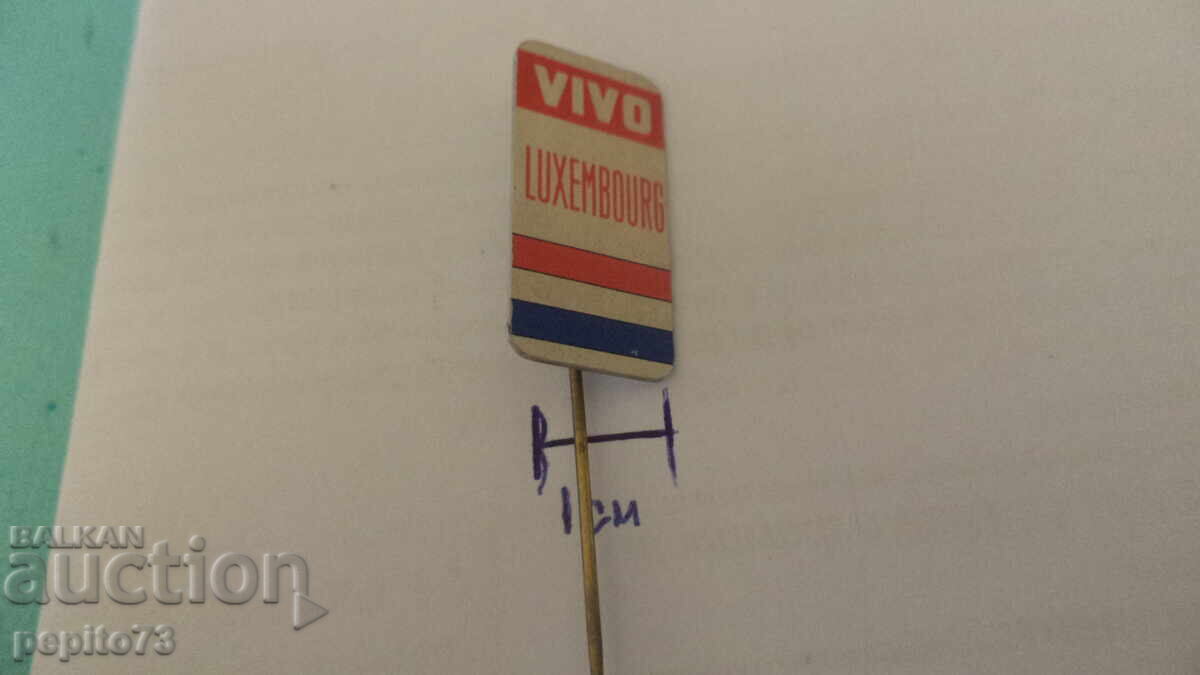 VIVO
LUXEMBOURG
1 см
BALKAN
auction
pepito73